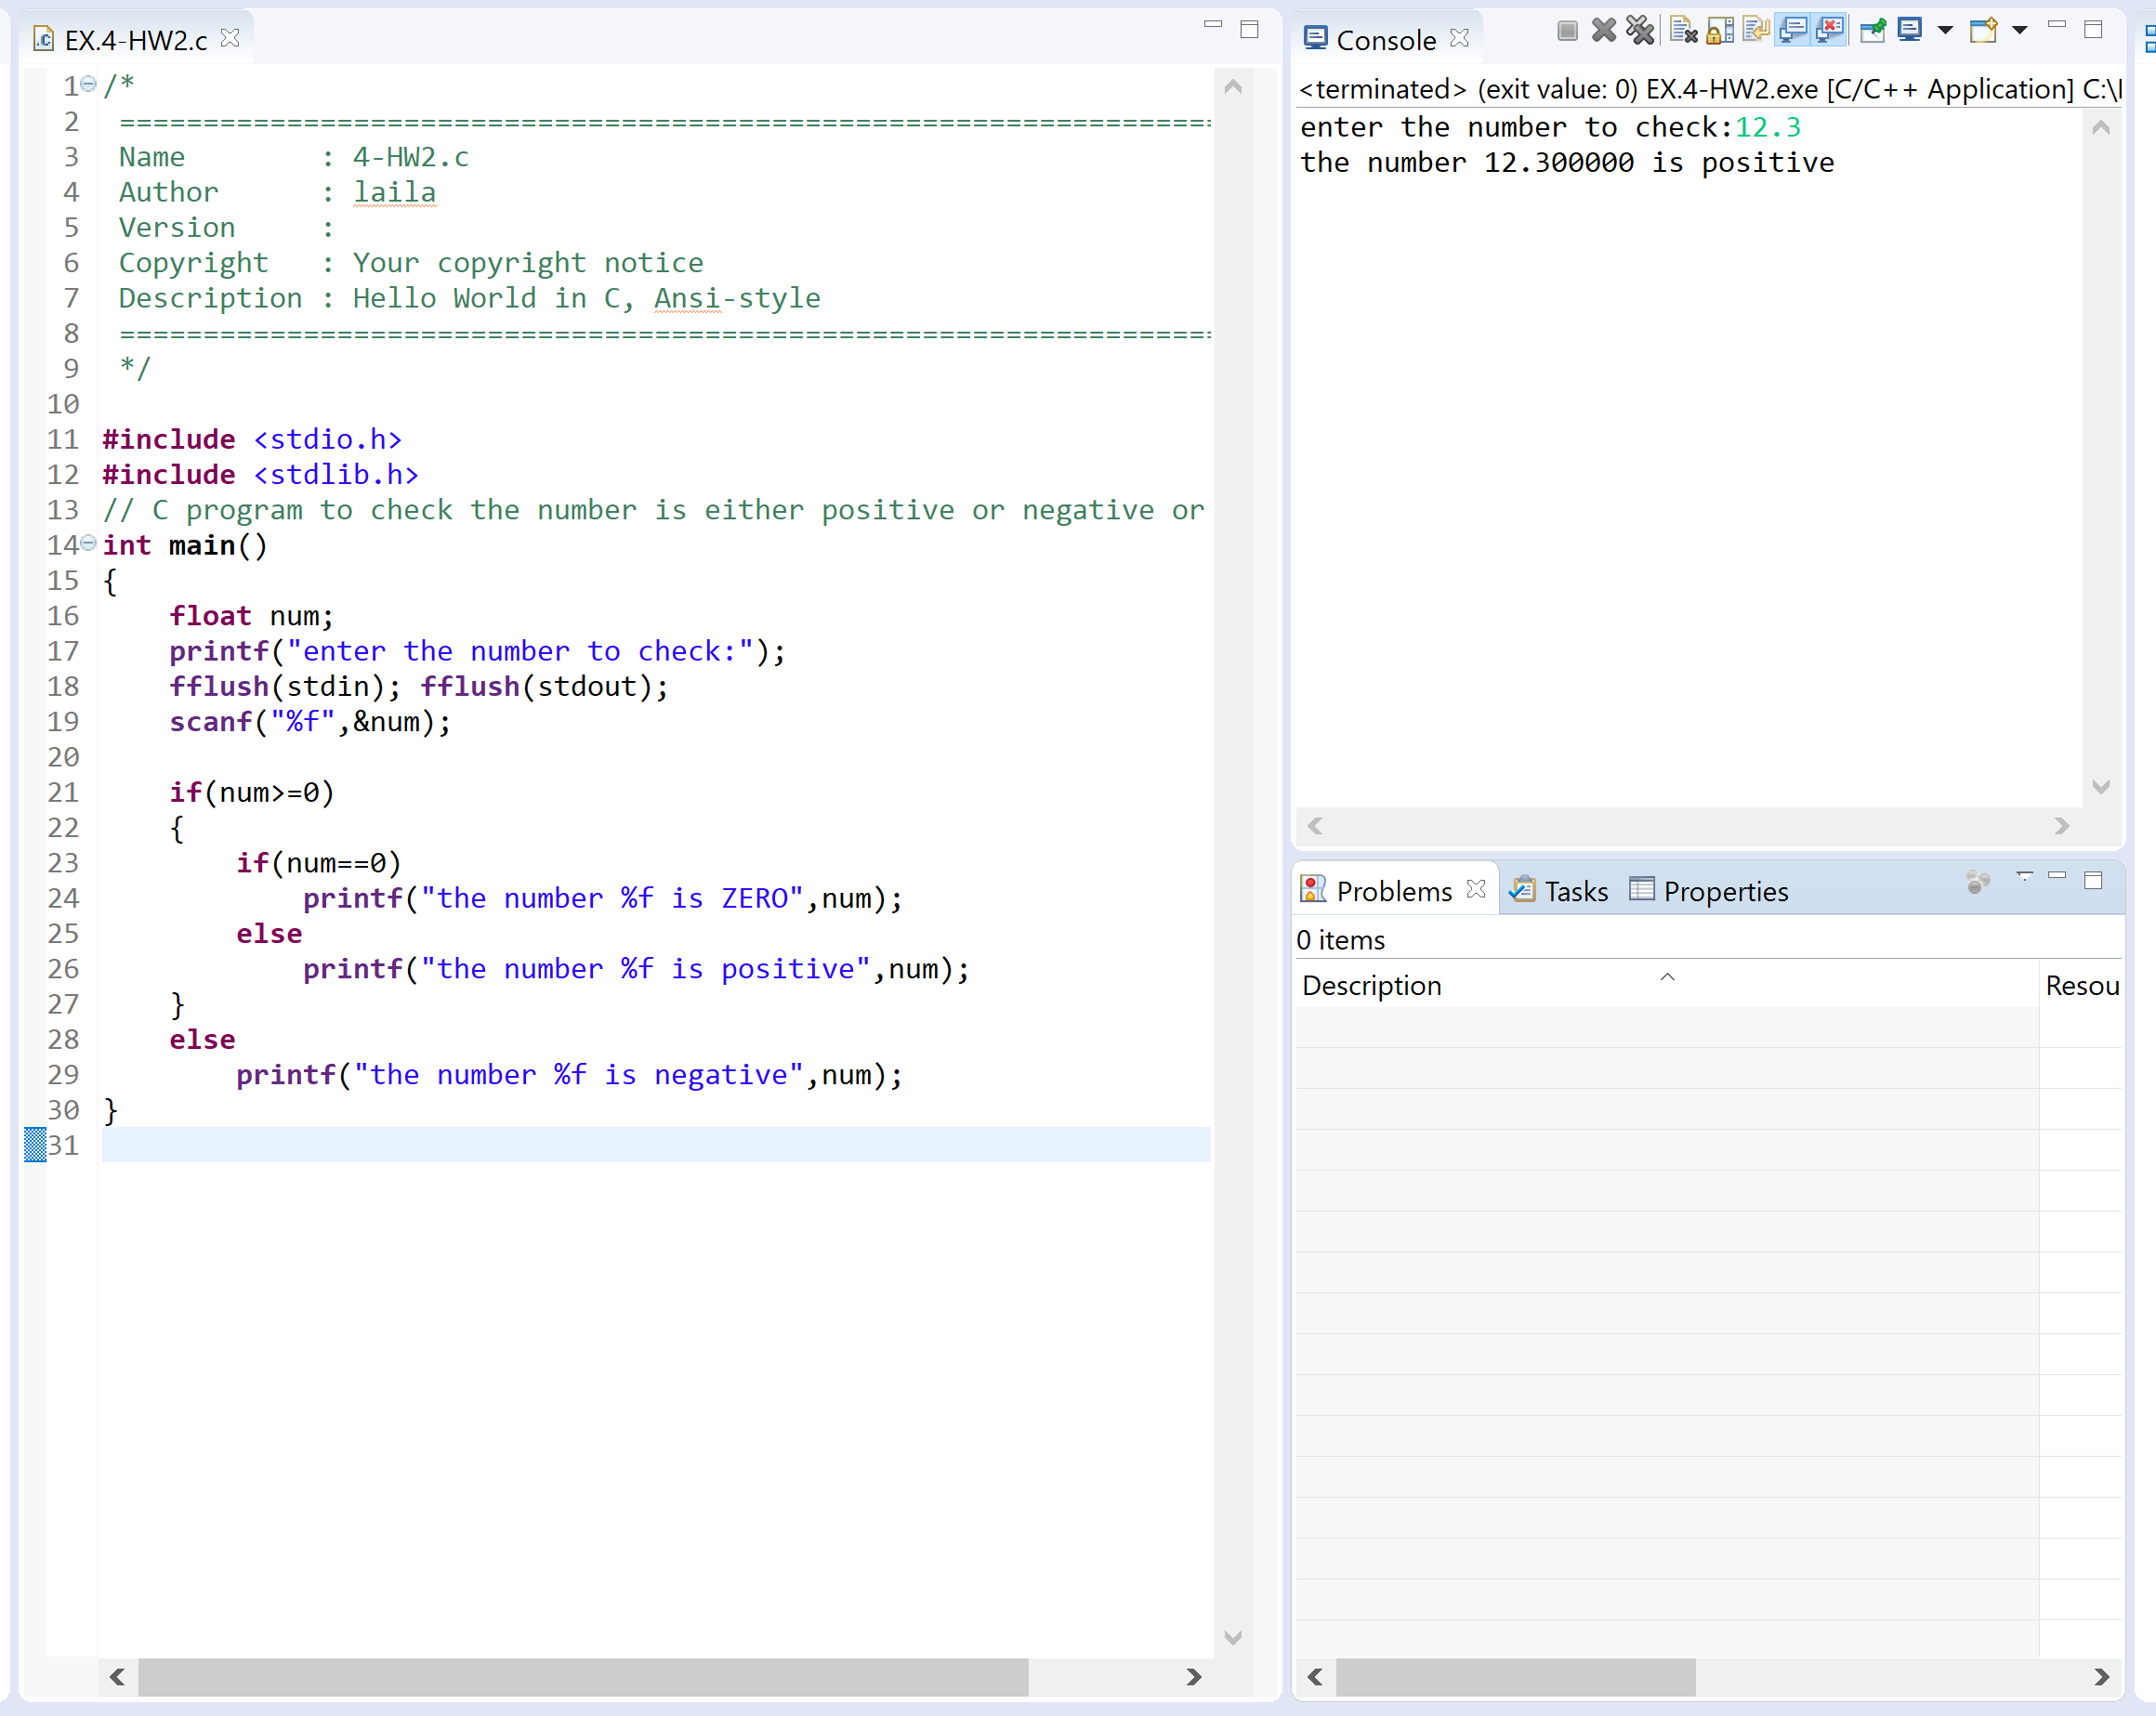 EX.4-HW2.c
1 /*
2 =================================================================
3 Name        : 4-HW2.c
4 Author      : laila
5 Version     :
6 Copyright   : Your copyright notice
7 Description : Hello World in C, Ansi-style
8 =================================================================
9 */
10
11 #include <stdio.h>
12 #include <stdlib.h>
13 // C program to check the number is either positive or negative or
14 int main()
15 {
16     float num;
17     printf("enter the number to check:");
18     fflush(stdin); fflush(stdout);
19     scanf("%f",&num);
20
21     if(num>=0)
22     {
23         if(num==0)
24             printf("the number %f is ZERO",num);
25         else
26             printf("the number %f is positive",num);
27     }
28     else
29         printf("the number %f is negative",num);
30 }
31
Console
<terminated> (exit value: 0) EX.4-HW2.exe [C/C++ Application] C:\
enter the number to check:12.3
the number 12.300000 is positive
Problems Tasks Properties
0 items
Description Resou